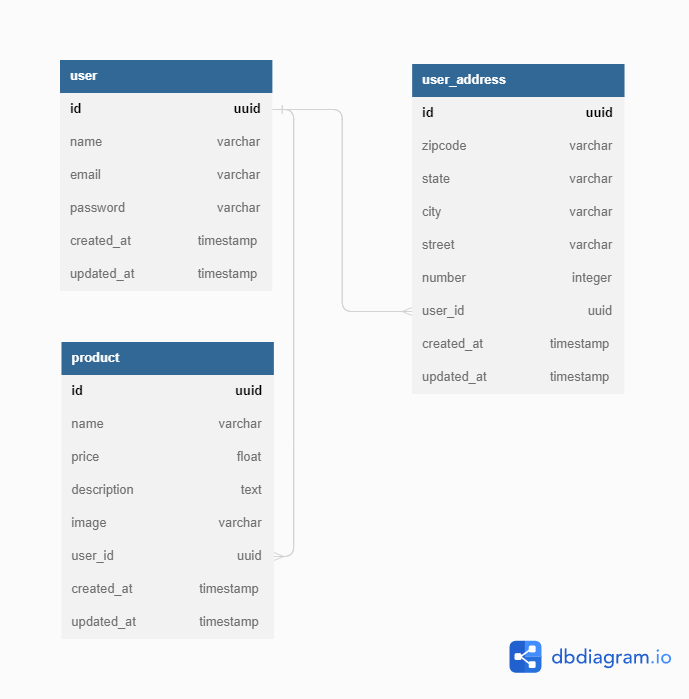 user
id uuid
name varchar
email varchar
password varchar
created_at timestamp
updated_at timestamp
user_address
id uuid
zipcode varchar
state varchar
city varchar
street varchar
number integer
user_id uuid
created_at timestamp
updated_at timestamp
product
id uuid
name varchar
price float
description text
image varchar
user_id uuid
created_at timestamp
updated_at timestamp
dbdiagram.io